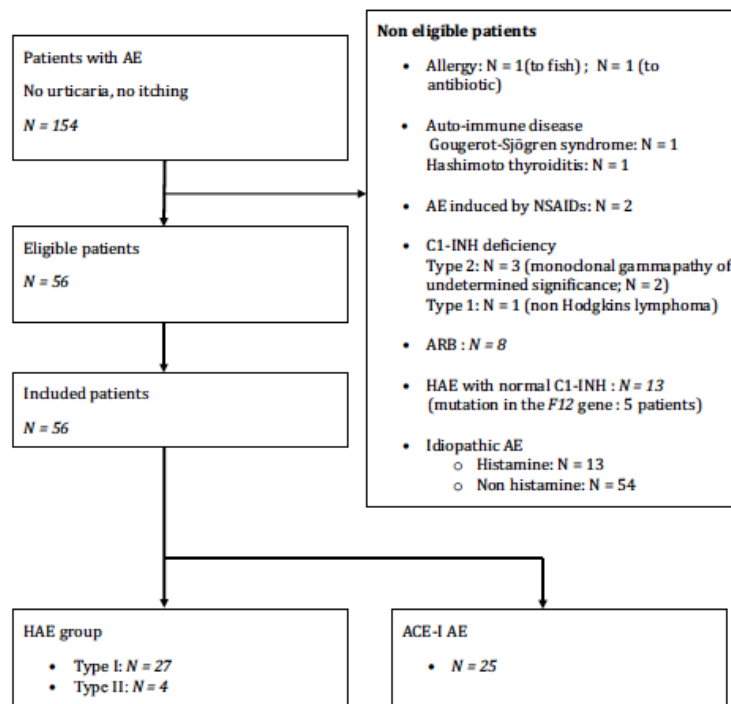 Patients with AE
No urticaria, no itching
N = 154
Eligible patients
N = 56
Included patients
N = 56
Non eligible patients
• Allergy: N = 1(to fish) ; N = 1 (to
antibiotic)
• Auto-immune disease
Gougerot-Sjögren syndrome: N = 1
Hashimoto thyroiditis: N = 1
• AE induced by NSAIDs: N = 2
• C1-INH deficiency
Type 2: N = 3 (monoclonal gammapathy of
undetermined significance; N = 2)
Type 1: N = 1 (non Hodgkins lymphoma)
• ARB : N = 8
• HAE with normal C1-INH : N = 13
(mutation in the F12 gene : 5 patients)
• Idiopathic AE
o Histamine: N = 13
o Non histamine: N = 54
HAE group
• Type I: N = 27
• Type II: N = 4
ACE-I AE
• N = 25